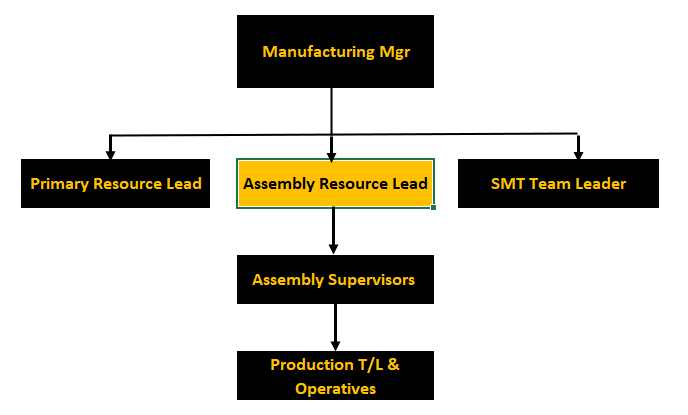 Manufacturing Mgr
Primary Resource Lead
Assembly Resource Lead
SMT Team Leader
Assembly Supervisors
Production T/L &
Operatives